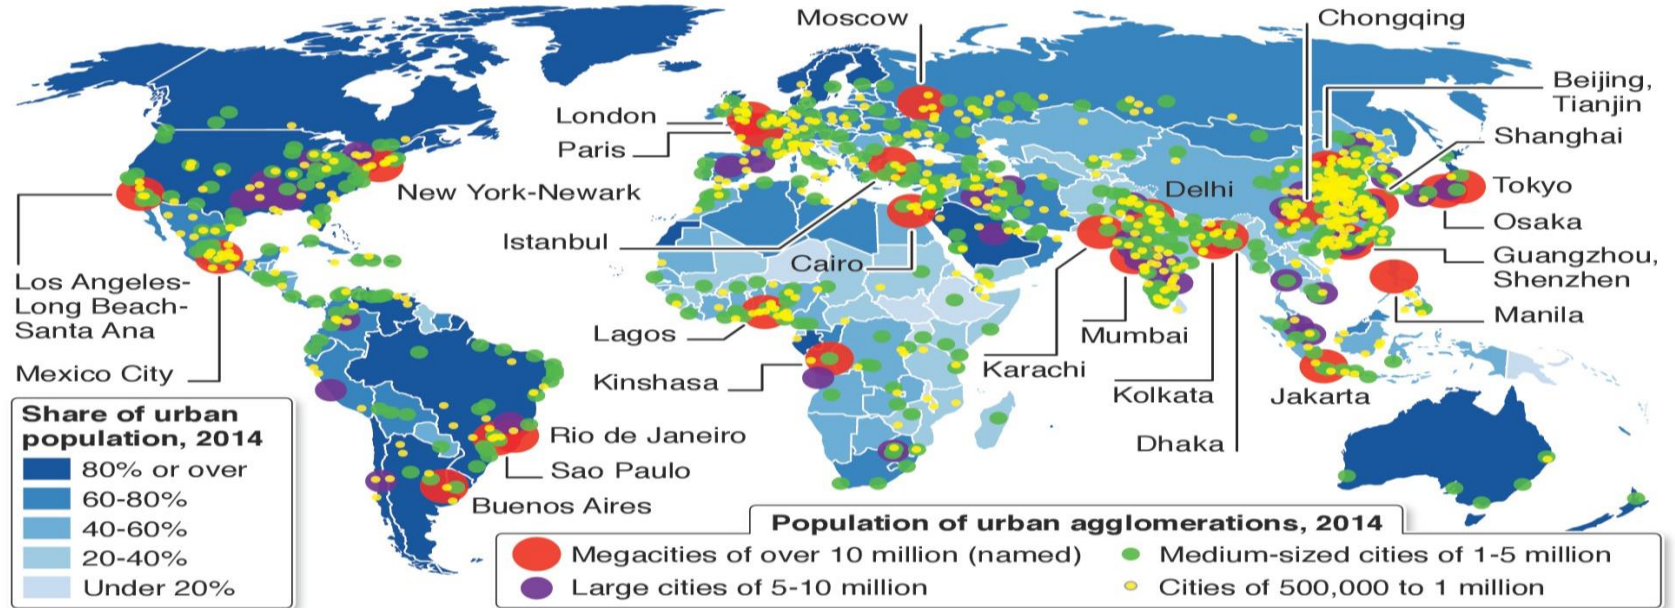 Moscow
Chongqing
Beijing,
Tianjin
London
Shanghai
Paris
Delhi
Tokyo
New York-Newark
Osaka
Istanbul
Cairo
Guangzhou,
Shenzhen
Los Angeles-
Long Beach-
Santa Ana
Manila
Lagos
Mumbai
Mexico City
Kinshasa
Karachi
Kolkata
Jakarta
Dhaka
Rio de Janeiro
Sao Paulo
Buenos Aires
Share of urban
population, 2014
80% or over
60-80%
40-60%
20-40%
Under 20%
Population of urban agglomerations, 2014
Megacities of over 10 million (named)
Medium-sized cities of 1-5 million
Large cities of 5-10 million
Cities of 500,000 to 1 million